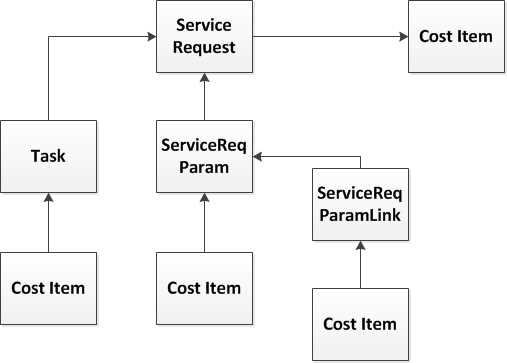 Service
Request
Cost Item
Task
ServiceReq
Param
ServiceReq
ParamLink
Cost Item
Cost Item
Cost Item